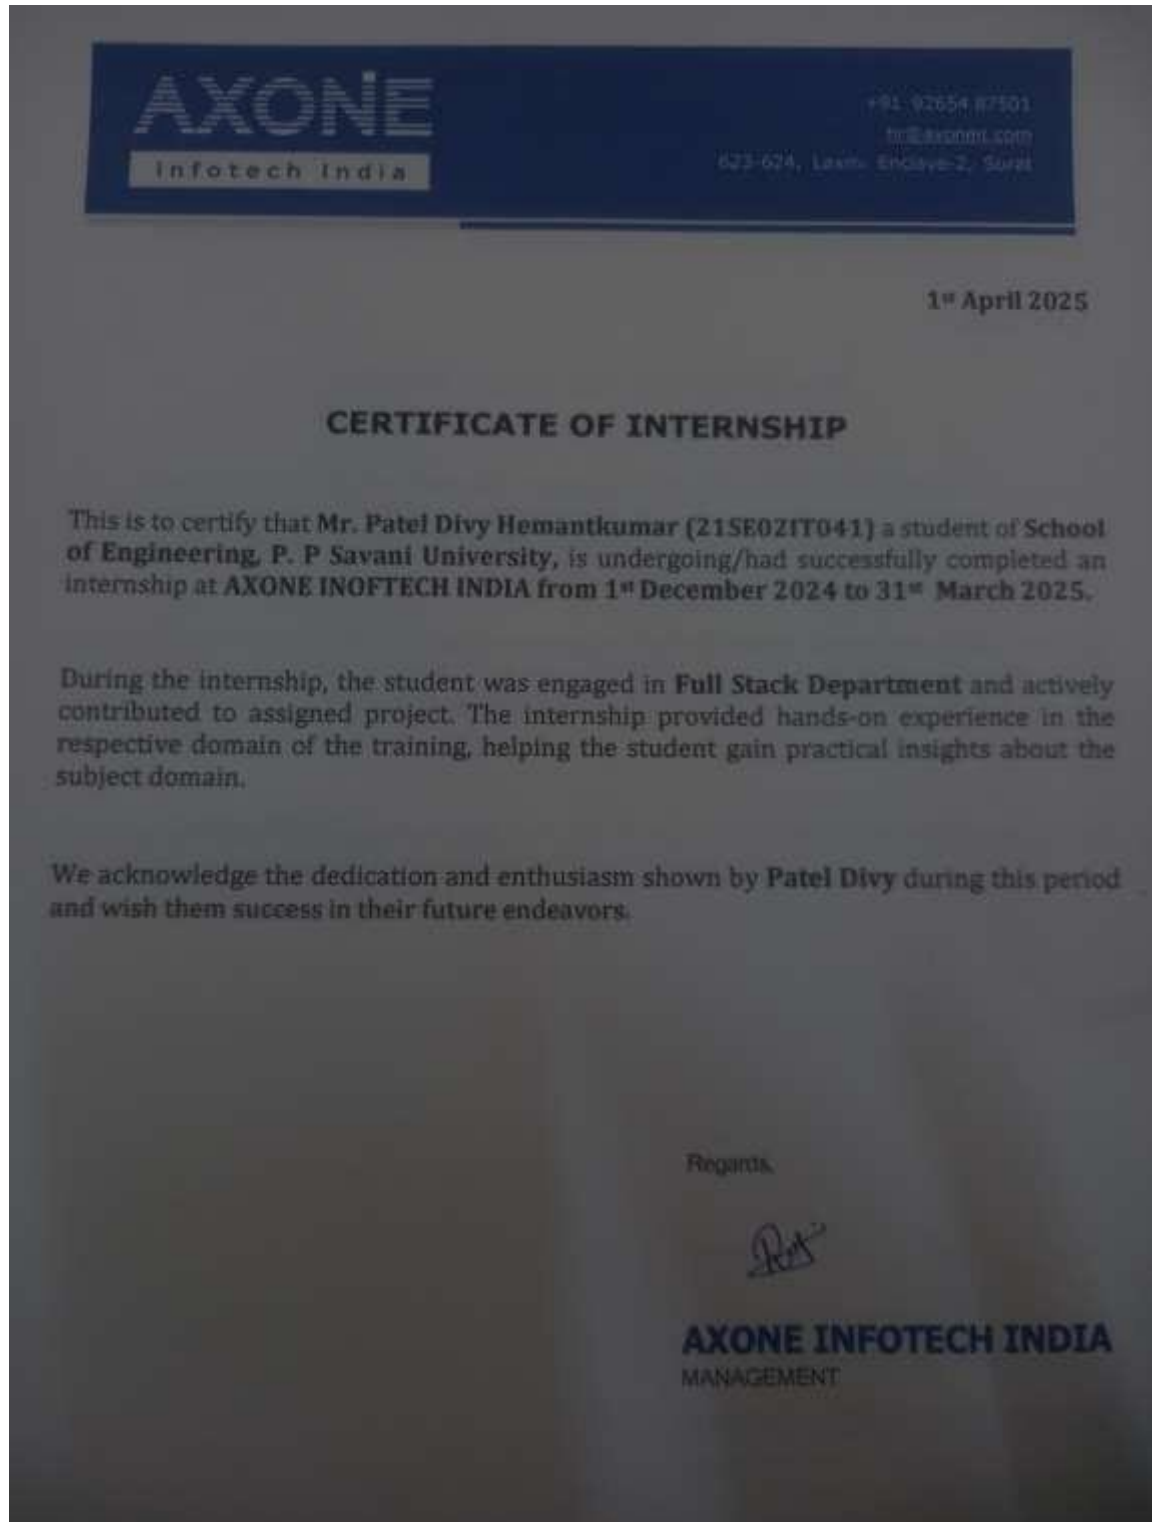 AXONE
Infotech India
+91 92654 87501
623-624, Enclave-2, Surat
1st April 2025
CERTIFICATE OF INTERNSHIP
This is to certify that Mr. Patel Divy Hemantkumar (21SE02IT041) a student of School
of Engineering, P. P Savani University, is undergoing/had successfully completed an
internship at AXONE INOFTECH INDIA from 1st December 2024 to 31st March 2025.
During the internship, the student was engaged in Full Stack Department and actively
contributed to assigned project. The internship provided hands-on experience in the
respective domain of the training, helping the student gain practical insights about the
subject domain.
We acknowledge the dedication and enthusiasm shown by Patel Divy during this period
and wish them success in their future endeavors.
Regards,
AXONE INFOTECH INDIA
MANAGEMENT